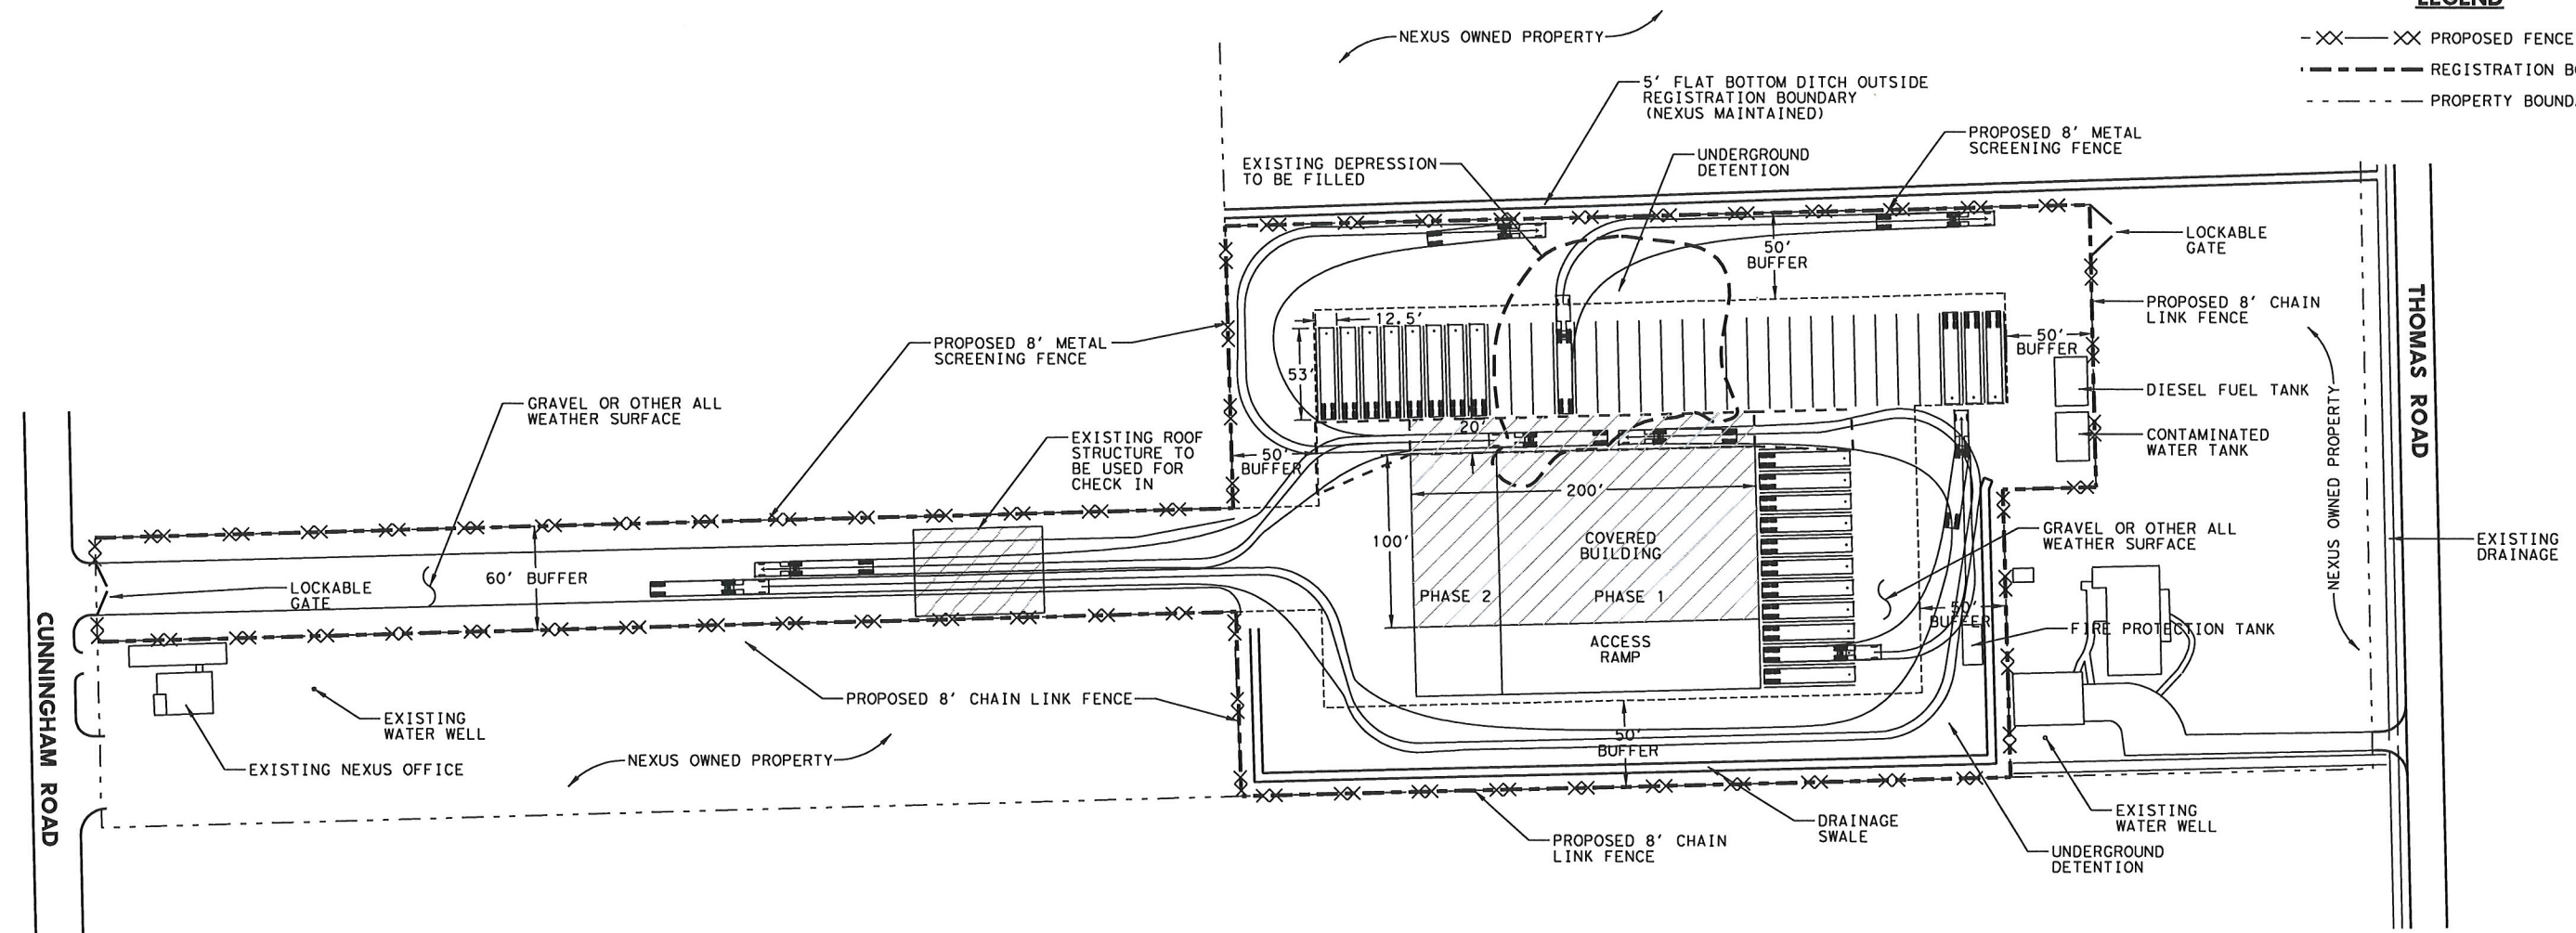 LEGEND
PROPOSED FENCE
REGISTRATION
PROPERTY
NEXUS OWNED PROPERTY
5' FLAT BOTTOM DITCH OUTSIDE
REGISTRATION BOUNDARY
(NEXUS MAINTAINED)
PROPOSED 8' METAL
SCREENING FENCE
UNDERGROUND
DETENTION
EXISTING DEPRESSION
TO BE FILLED
LOCKABLE
GATE
50'
BUFFER
PROPOSED 8' CHAIN
LINK FENCE
THOMAS ROAD
12.5'
53'
50'
BUFFER
PROPOSED 8' METAL
SCREENING FENCE
DIESEL FUEL TANK
NEXUS OWNED PROPERTY
GRAVEL OR OTHER ALL
WEATHER SURFACE
CONTAMINATED
WATER TANK
EXISTING ROOF
STRUCTURE TO
BE USED FOR
CHECK IN
20'
50'
BUFFER
200'
100'
COVERED
BUILDING
GRAVEL OR OTHER ALL
WEATHER SURFACE
EXISTING
DRAINAGE
60' BUFFER
LOCKABLE
GATE
PHASE 2
PHASE 1
50'
BUFFER
FIRE PROTECTION TANK
ACCESS
RAMP
CUNNINGHAM ROAD
PROPOSED 8' CHAIN LINK FENCE
EXISTING
WATER WELL
EXISTING NEXUS OFFICE
NEXUS OWNED PROPERTY
50'
BUFFER
DRAINAGE
SWALE
EXISTING
WATER WELL
PROPOSED 8' CHAIN
LINK FENCE
UNDERGROUND
DETENTION